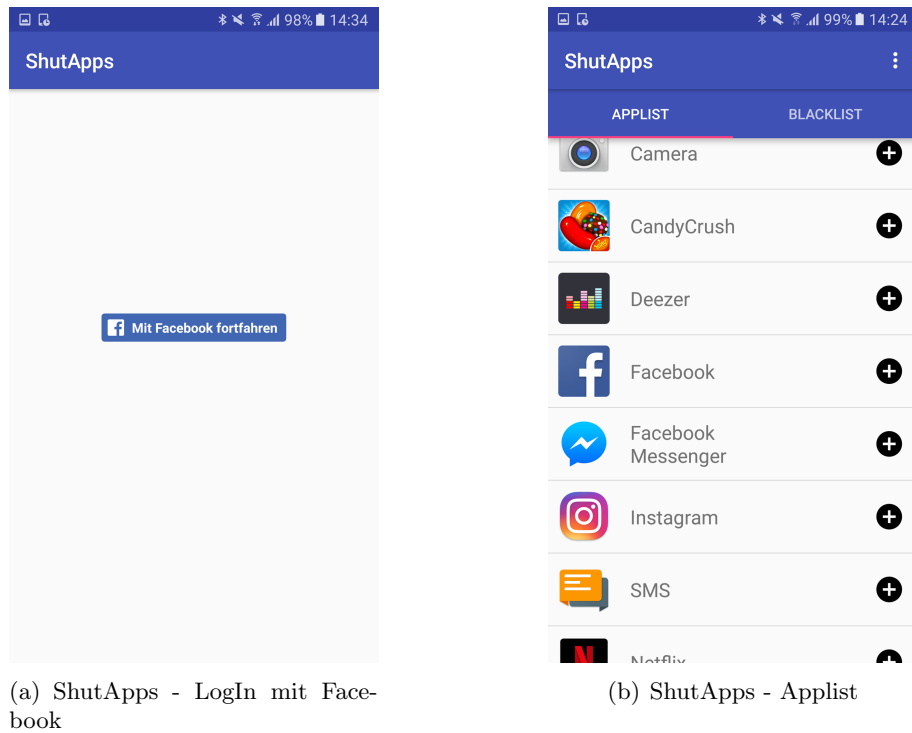 98% 14:34
ShutApps
Mit Facebook fortfahren
(a) ShutApps - LogIn mit Face-
book
99% 14:24
ShutApps
APPLIST BLACKLIST
Camera
CandyCrush
Deezer
Facebook
Facebook
Messenger
Instagram
SMS
Netflix
(b) ShutApps - Applist